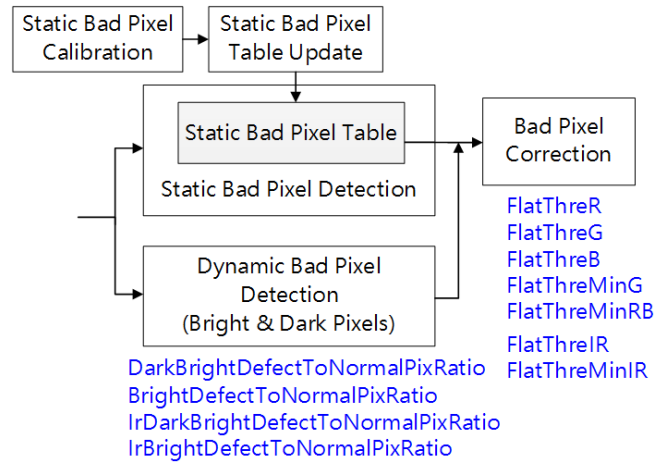 Static Bad Pixel
Calibration
Static Bad Pixel
Table Update
Static Bad Pixel Table
Static Bad Pixel Detection
Bad Pixel
Correction
FlatThreR
FlatThreG
FlatThreB
FlatThreMinG
FlatThreMinRB
FlatThreIR
FlatThreMinIR
Dynamic Bad Pixel
Detection
(Bright & Dark Pixels)
DarkBrightDefectToNormalPixRatio
BrightDefectToNormalPixRatio
IrDarkBrightDefectToNormalPixRatio
IrBrightDefectToNormalPixRatio